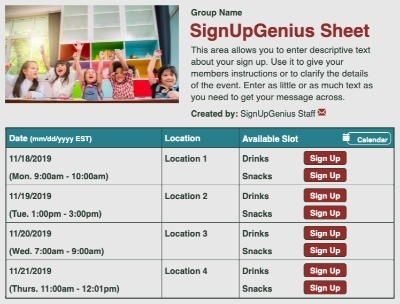 Group Name
SignUpGenius Sheet
This area allows you to enter descriptive text
about your sign up. Use it to give your
members instructions or to clarify the details
of the event. Enter as little or as much text as
you need to get your message across.
Created by: SignUpGenius Staff
Date (mm/dd/yyyy EST) Location Available Slot Calendar
11/18/2019 Location 1 Drinks Sign Up
(Mon. 9:00am - 10:00am) Snacks Sign Up
11/19/2019 Location 2 Drinks Sign Up
(Tue. 1:00pm - 3:00pm) Snacks Sign Up
11/20/2019 Location 3 Drinks Sign Up
(Wed. 7:00am - 9:00am) Snacks Sign Up
11/21/2019 Location 4 Drinks Sign Up
(Thurs. 11:00am - 12:01pm) Snacks Sign Up